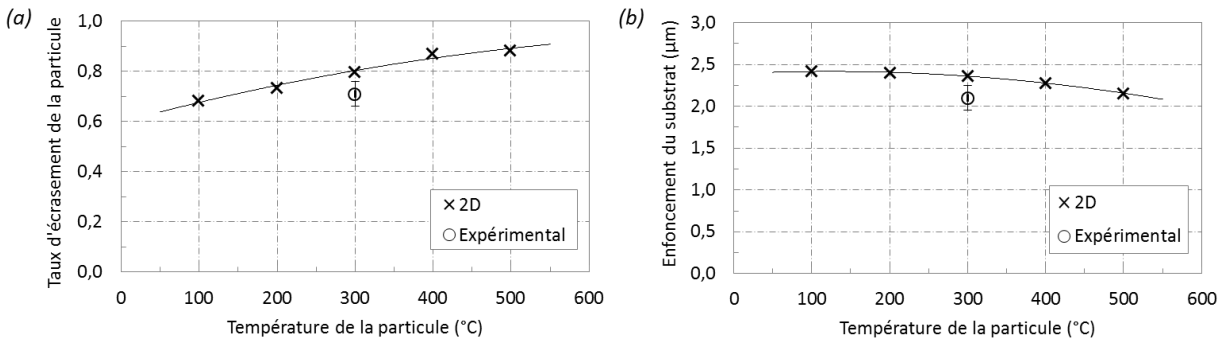 (a)
Taux d'écrasement de la particule
1,0
0,8
0,6
0,4
0,2
0,0
2D
Expérimental
0 100 200 300 400 500 600
Température de la particule (°C)
(b)
Enfoncement du substrat (µm)
3,0
2,5
2,0
1,5
1,0
0,5
0,0
2D
Expérimental
0 100 200 300 400 500 600
Température de la particule (°C)